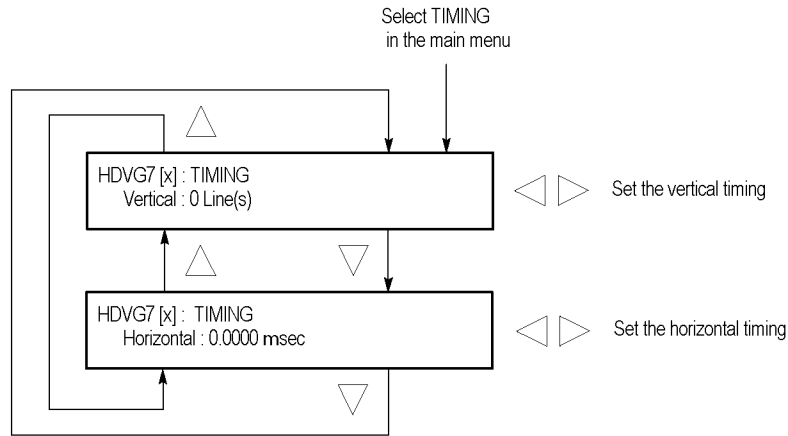 Select TIMING
in the main menu
HDVG7 [x] : TIMING
Vertical : 0 Line(s)
Set the vertical timing
HDVG7 [x] : TIMING
Horizontal : 0.0000 msec
Set the horizontal timing